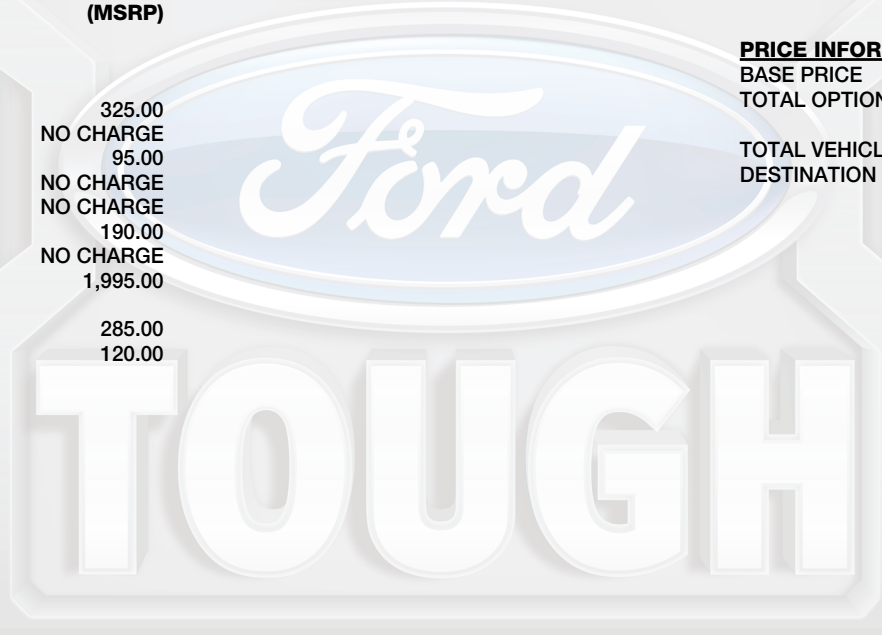 (MSRP)
325.00
NO CHARGE
95.00
NO CHARGE
NO CHARGE
190.00
NO CHARGE
1,995.00
285.00
120.00
PRICE INFOR
BASE PRICE
TOTAL OPTION
TOTAL VEHICL
DESTINATION
Ford
TOUGH